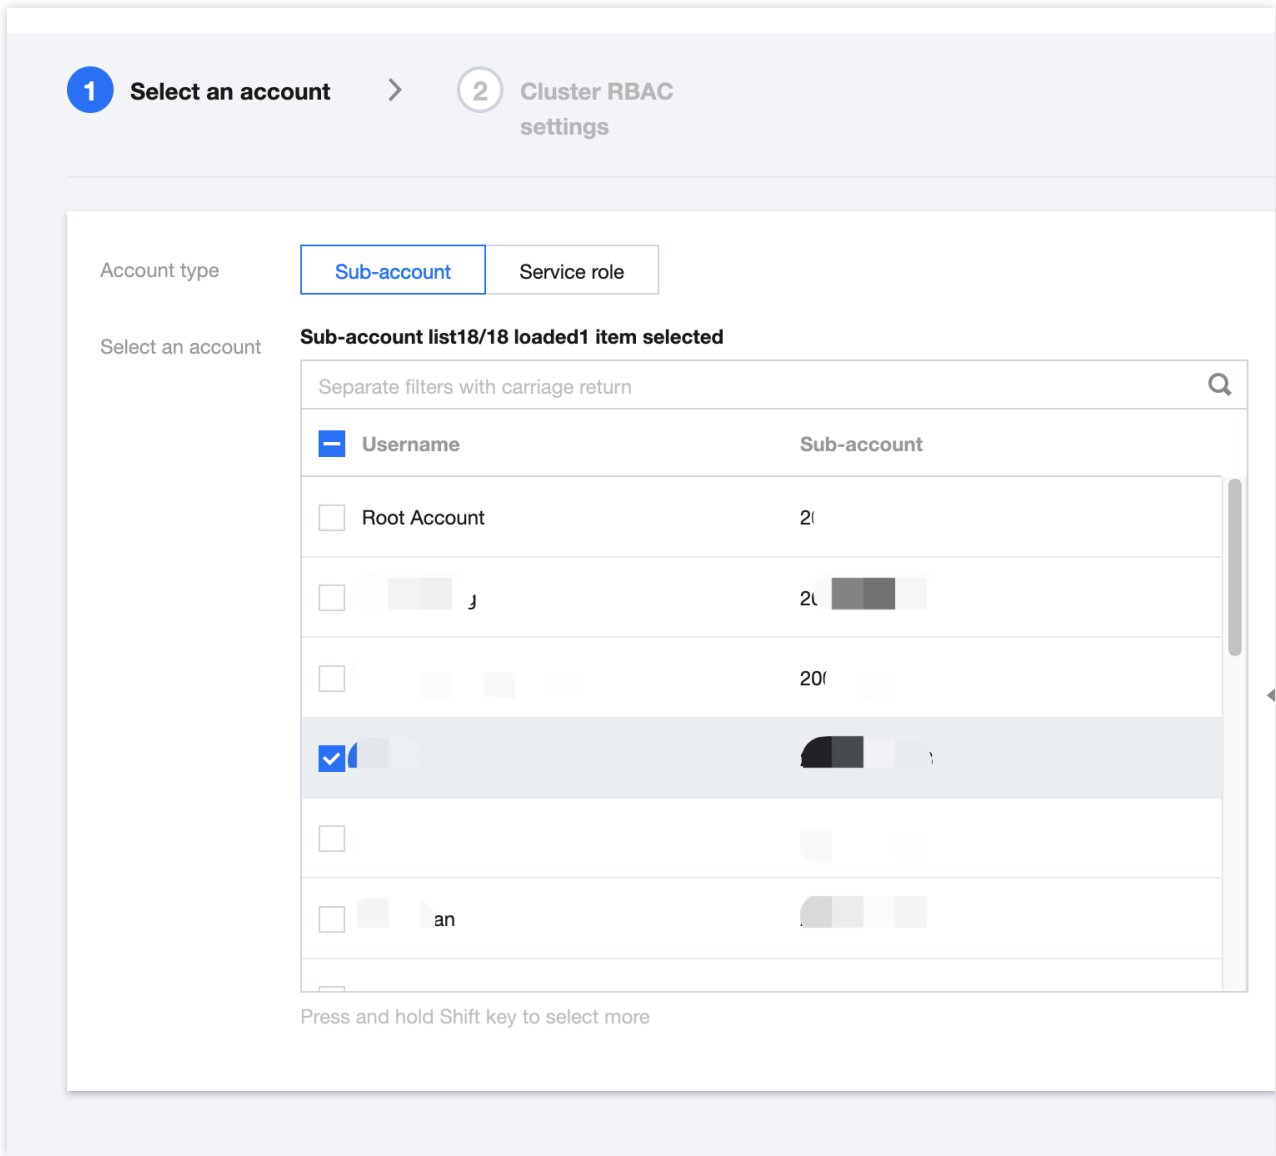 1 Select an account 2 Cluster RBAC
settings
Account type Sub-account Service role
Select an account Sub-account list18/18 loaded1 item selected
Separate filters with carriage return
Username Sub-account
Root Account
Press and hold Shift key to select more